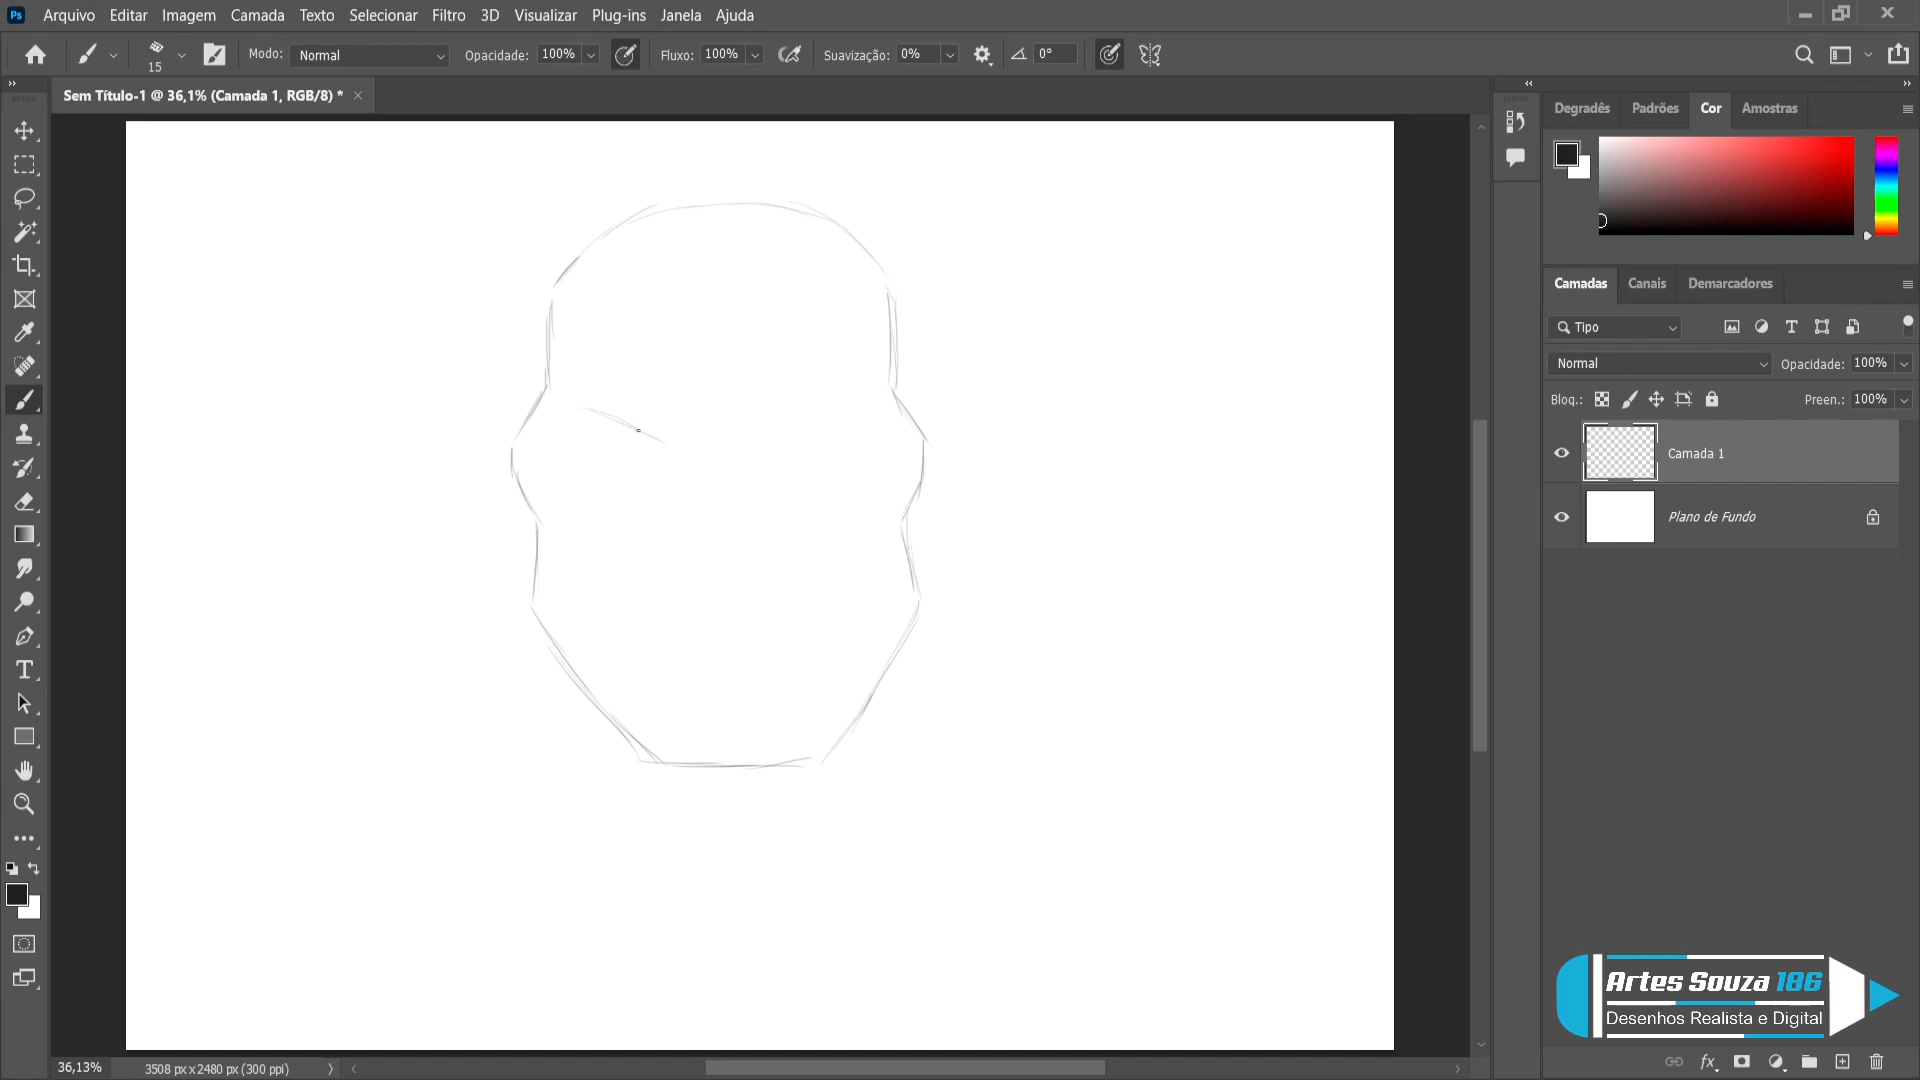 Ps Arquivo Editar Imagem Camada Texto Selecionar Filtro 3D Visualizar Plug-ins Janela Ajuda
15 Modo: Normal Opacidade: 100% Fluxo: 100% Suavização: 0% 0°
Sem Título-1 @ 36,1% (Camada 1, RGB/8) *
Degradês Padrões Cor Amostras
Camadas Canais Demarcadores
Tipo
Normal Opacidade: 100%
Bloq.: Preen.: 100%
Camada 1
Plano de Fundo
Artes Souza 186
Desenhos Realista e Digital
36,13% 3508 px x 2480 px (300 ppi)
fx